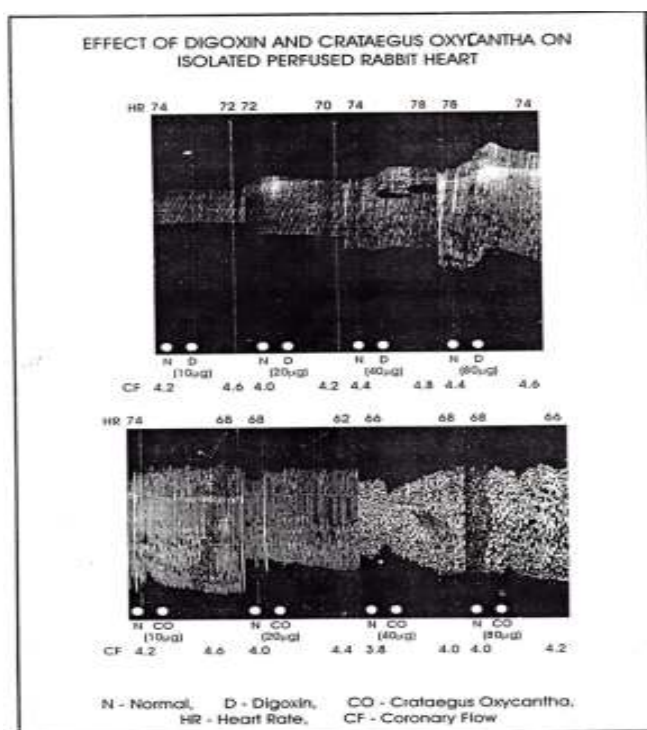 EFFECT OF DIGOXIN AND CRATAEGUS OXYCANTHA ON
ISOLATED PERFUSED RABBIT HEART
HR 74 72 72 70 74 78 78 74
N D N D N D N D
(10µg) (20µg) (40µg) (80µg)
CF 4.2 4.6 4.0 4.2 4.4 4.8 4.4 4.6
HR 74 68 68 62 66 68 68 66
N CO N CO N CO N CO
(10µg) (20µg) (40µg) (80µg)
CF 4.2 4.6 4.0 4.4 3.8 4.0 4.0 4.2
N - Normal, D - Digoxin, CO - Crataegus Oxycantha,
HR - Heart Rate, CF - Coronary Flow